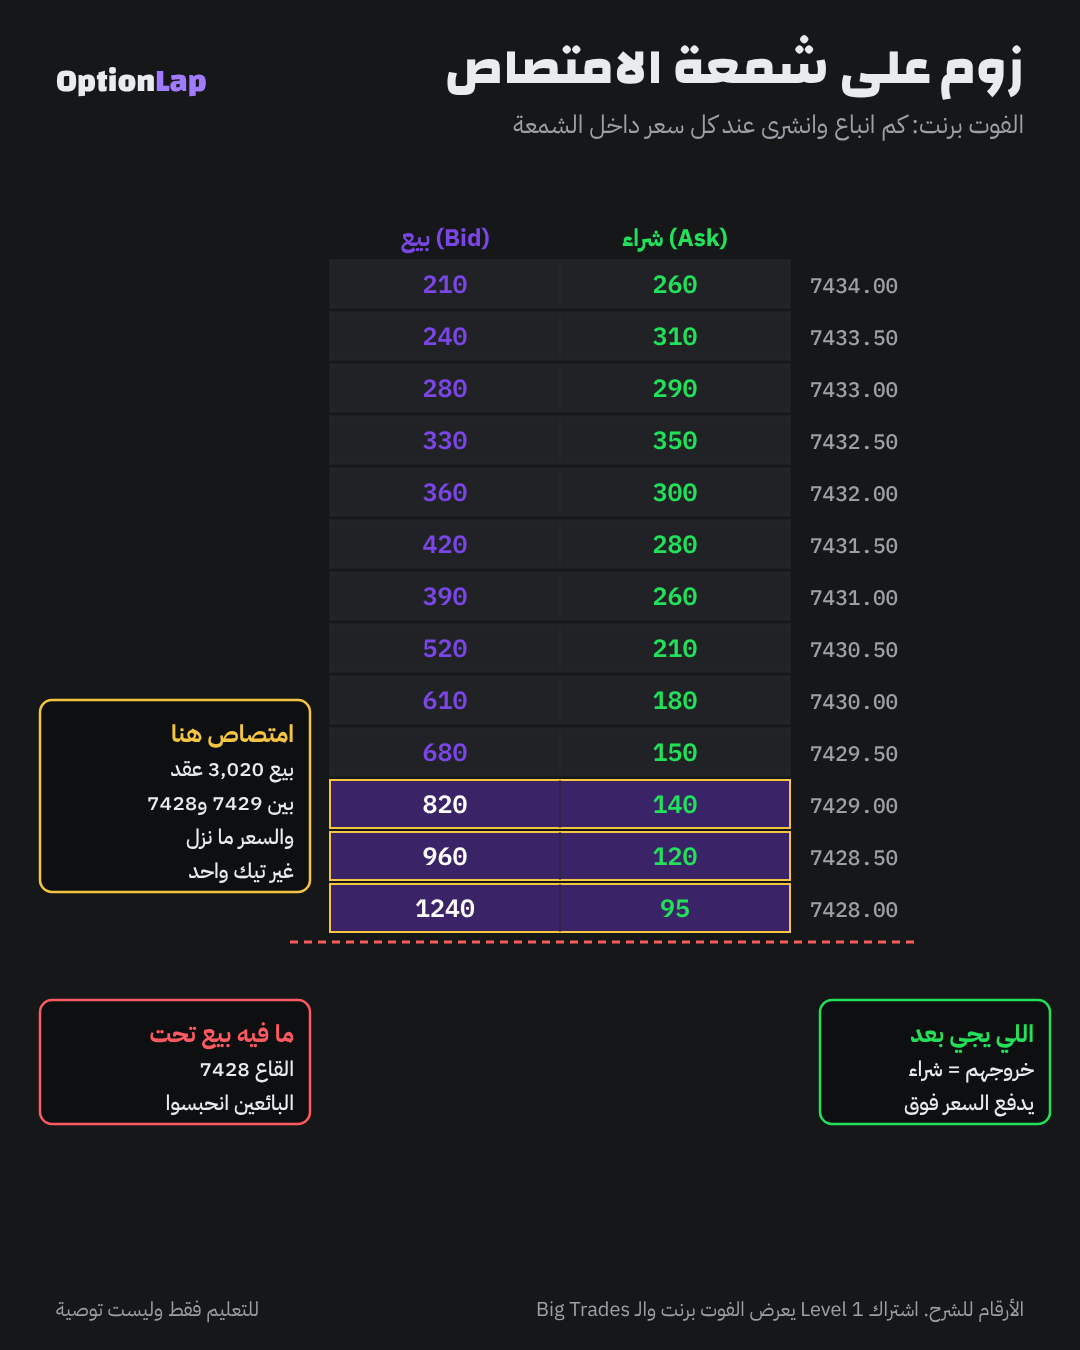 زوم على شمعة الامتصاص
OptionLap
الفوت برنت: كم انباع وانشرى عند كل سعر داخل الشمعة
شراء (Ask) بيع (Bid)
210 260 7434.00
240 310 7433.50
280 290 7433.00
330 350 7432.50
360 300 7432.00
420 280 7431.50
390 260 7431.00
520 210 7430.50
610 180 7430.00
680 150 7429.50
820 140 7429.00
960 120 7428.50
1240 95 7428.00
امتصاص هنا
بيع 3,020 عقد
بين 7429 و7428
والسعر ما نزل
غير تيك واحد
اللي يجي بعد
خروجهم = شراء
يدفع السعر فوق
ما فيه بيع تحت
القاع 7428
البائعين انحبسوا
الأرقام للشرح. اشتراك Level 1 يعرض الفوت برنت والـ Big Trades
للتعليم فقط وليست توصية